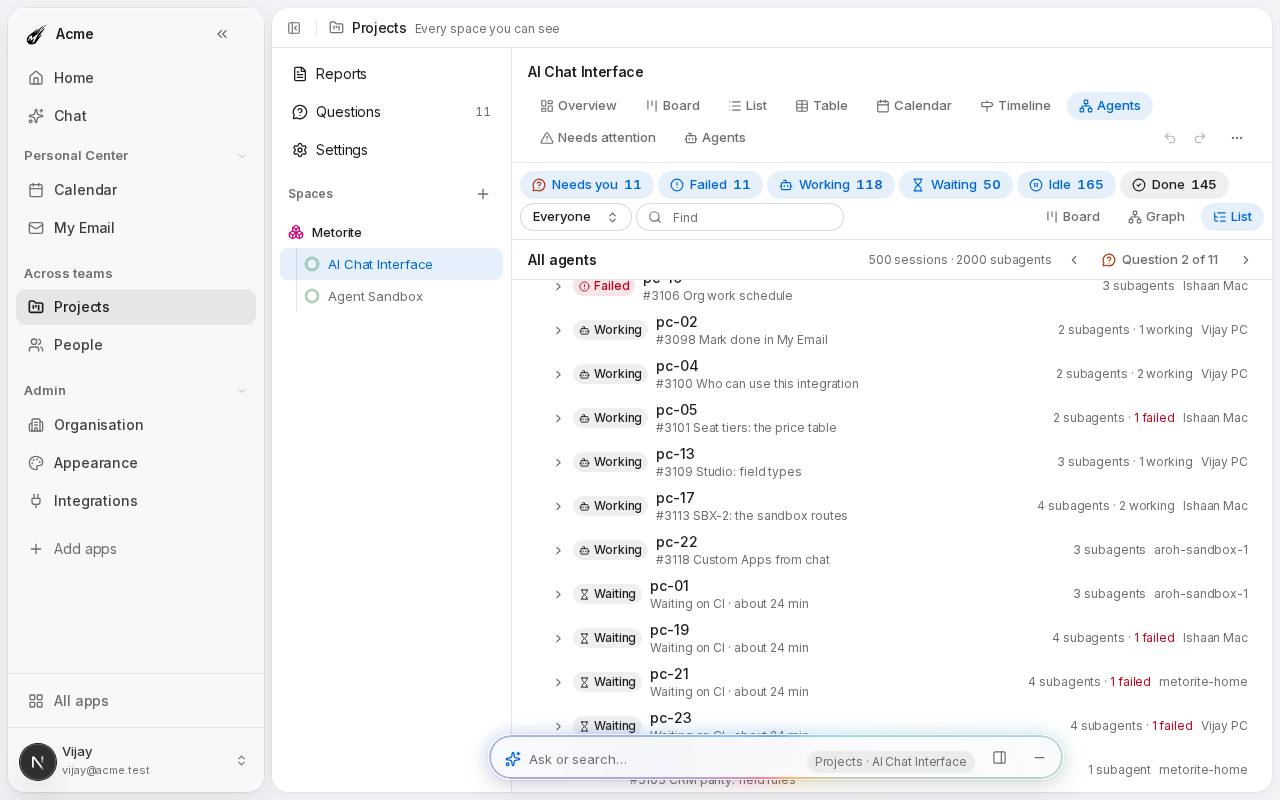 Acme
Home
Chat
Personal Center
Calendar
My Email
Across teams
Projects
People
Admin
Organisation
Appearance
Integrations
Add apps
All apps
N
Vijay
vijay@acme.test
Projects Every space you can see
Reports
Questions 11
Settings
Spaces
Metorite
AI Chat Interface
Agent Sandbox
AI Chat Interface
Overview Board List Table Calendar Timeline Agents
Needs attention Agents
Needs you 11 Failed 11 Working 118 Waiting 50 Idle 165 Done 145
Everyone Find Board Graph List
All agents 500 sessions · 2000 subagents Question 2 of 11
Failed 3 subagents Ishaan Mac
#3106 Org work schedule
pc-02
Working 2 subagents · 1 working Vijay PC
#3098 Mark done in My Email
pc-04
Working 2 subagents · 2 working Vijay PC
#3100 Who can use this integration
pc-05
Working 2 subagents · 1 failed Ishaan Mac
#3101 Seat tiers: the price table
pc-13
Working 3 subagents · 1 working Vijay PC
#3109 Studio: field types
pc-17
Working 4 subagents · 2 working Ishaan Mac
#3113 SBX-2: the sandbox routes
pc-22
Working 3 subagents aroh-sandbox-1
#3118 Custom Apps from chat
pc-01
Waiting 3 subagents aroh-sandbox-1
Waiting on CI · about 24 min
pc-19
Waiting 4 subagents · 1 failed Ishaan Mac
Waiting on CI · about 24 min
pc-21
Waiting 4 subagents · 1 failed metorite-home
Waiting on CI · about 24 min
pc-23
Waiting 4 subagents · 1 failed Vijay PC
Waiting on CI · about 24 min
Ask or search… Projects · AI Chat Interface
1 subagent metorite-home
#3103 CRM parity: field rules